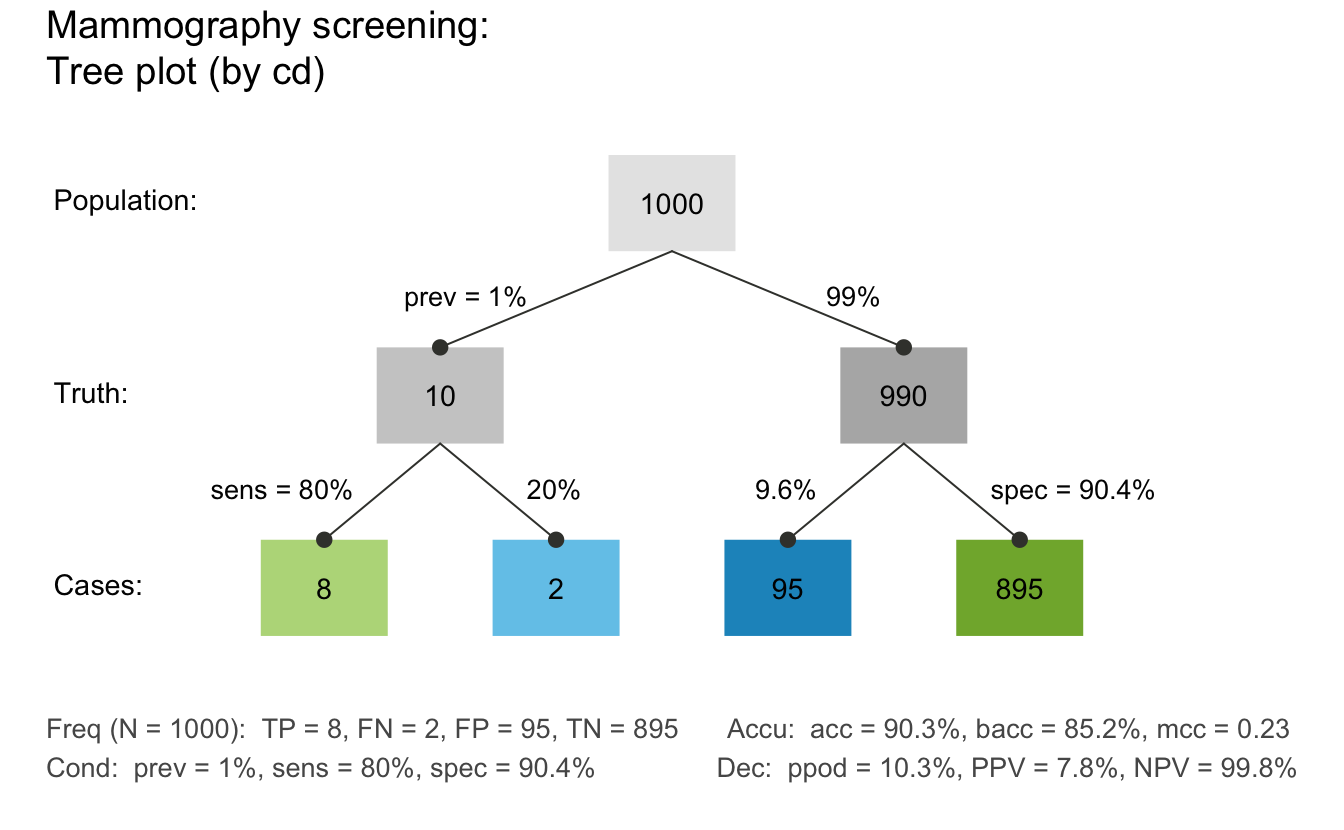 Mammography screening:
Tree plot (by cd)
Population:
1000
prev = 1%
99%
Truth:
10
990
sens = 80%
20%
9.6%
spec = 90.4%
Cases:
8
2
95
895
Freq (N = 1000):  TP = 8, FN = 2, FP = 95, TN = 895
Accu:  acc = 90.3%, bacc = 85.2%, mcc = 0.23
Cond:  prev = 1%, sens = 80%, spec = 90.4%
Dec:  ppod = 10.3%, PPV = 7.8%, NPV = 99.8%